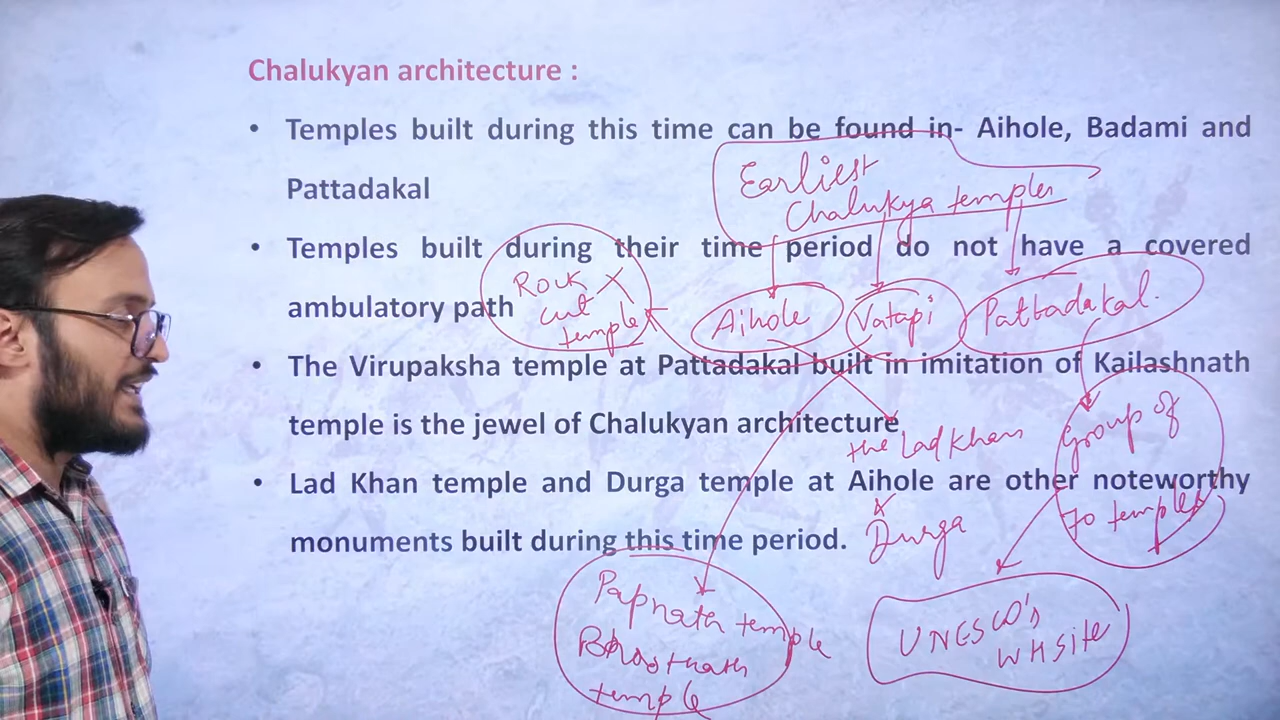 Chalukyan architecture :
• Temples built during this time can be found in- Aihole, Badami and
Pattadakal
Earliest
Chalukya temples
• Temples built during their time period do not have a covered
ambulatory path
Rock
cut
temple
Aihole
Vatapi
Pattadakal.
• The Virupaksha temple at Pattadakal built in imitation of Kailashnath
temple is the jewel of Chalukyan architecture
the Lad Khan
Group of
70 temples
• Lad Khan temple and Durga temple at Aihole are other noteworthy
monuments built during this time period.
Durga
Papnath temple
temple
UNESCO's
WHsite